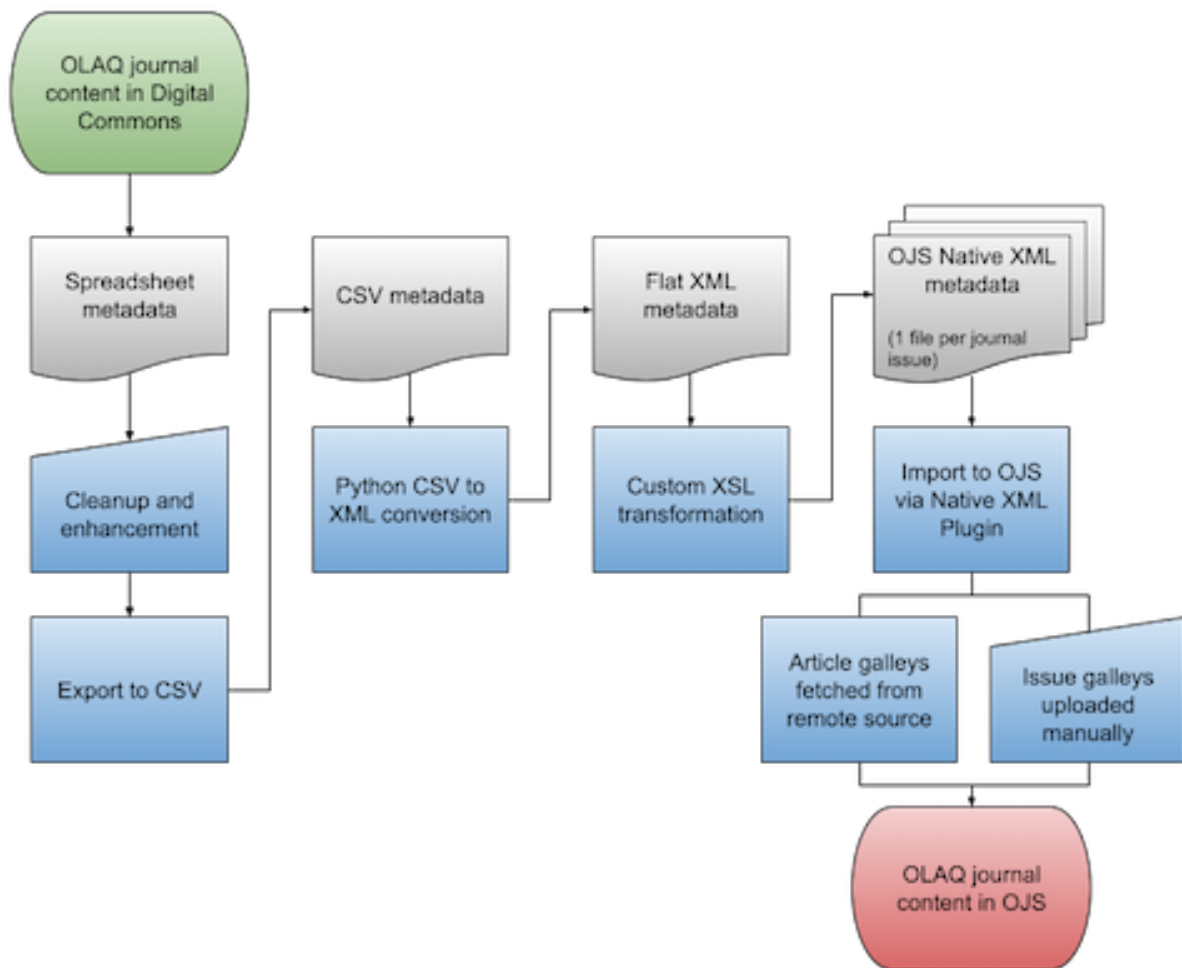 OLAQ journal
content in Digital
Commons
Spreadsheet
metadata
Cleanup and
enhancement
Export to CSV
CSV metadata
Python CSV to
XML conversion
Flat XML
metadata
Custom XSL
transformation
OJS Native XML
metadata
(1 file per journal
issue)
Import to OJS
via Native XML
Plugin
Article galleys
fetched from
remote source
Issue galleys
uploaded
manually
OLAQ journal
content in OJS